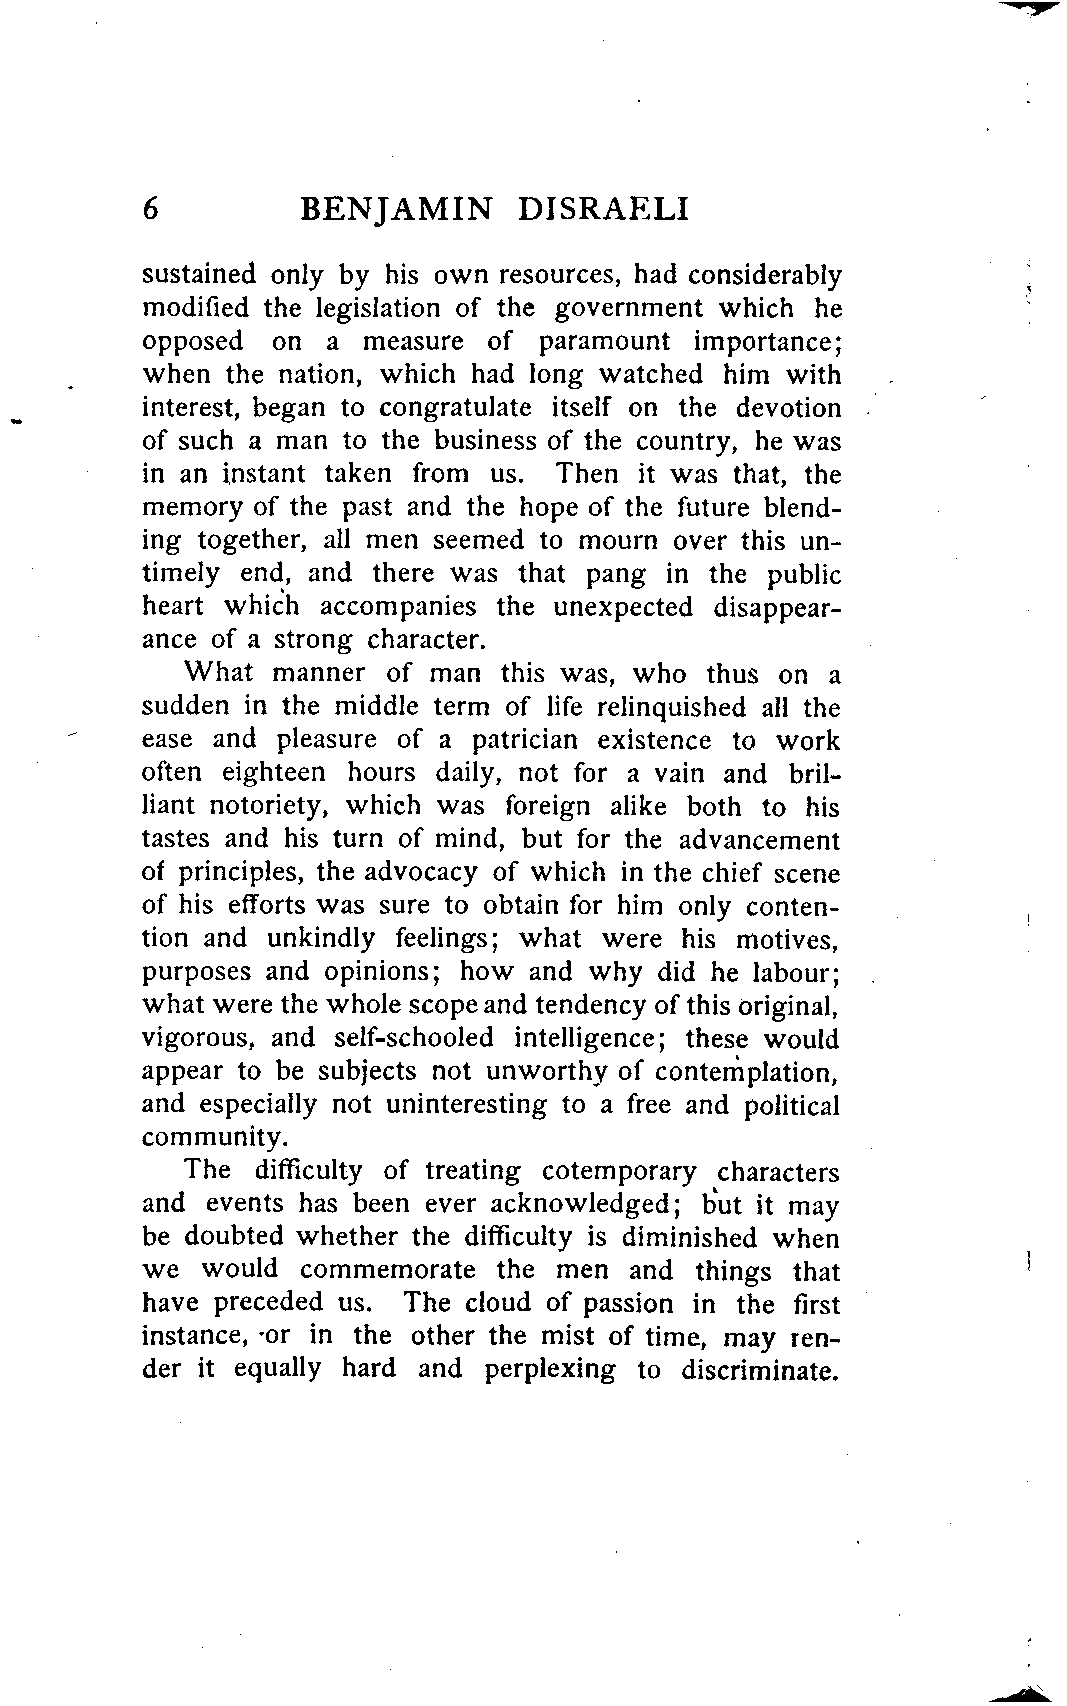 6 BENJAMIN DISRAELI
sustained only by his own resources, had considerably
modified the legislation of the government which he
opposed on a measure of paramount importance;
when the nation, which had long watched him with
interest, began to congratulate itself on the devotion
of such a man to the business of the country, he was
in an instant taken from us. Then it was that, the
memory of the past and the hope of the future blend-
ing together, all men seemed to mourn over this un-
timely end, and there was that pang in the public
heart which accompanies the unexpected disappear-
ance of a strong character.
What manner of man this was, who thus on a
sudden in the middle term of life relinquished all the
ease and pleasure of a patrician existence to work
often eighteen hours daily, not for a vain and bril-
liant notoriety, which was foreign alike both to his
tastes and his turn of mind, but for the advancement
of principles, the advocacy of which in the chief scene
of his efforts was sure to obtain for him only conten-
tion and unkindly feelings; what were his motives,
purposes and opinions; how and why did he labour;
what were the whole scope and tendency of this original,
vigorous, and self-schooled intelligence; these would
appear to be subjects not unworthy of contemplation,
and especially not uninteresting to a free and political
community.
The difficulty of treating cotemporary characters
and events has been ever acknowledged; but it may
be doubted whether the difficulty is diminished when
we would commemorate the men and things that
have preceded us. The cloud of passion in the first
instance, or in the other the mist of time, may ren-
der it equally hard and perplexing to discriminate.